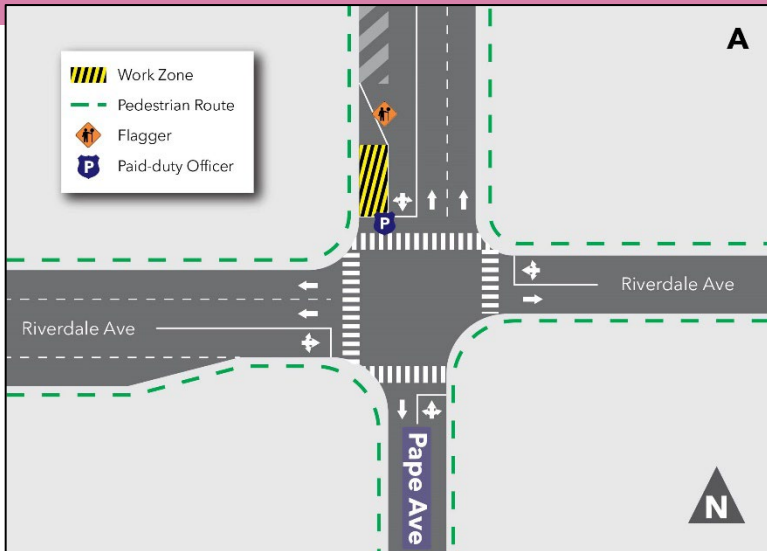 A
Work Zone
Pedestrian Route
Flagger
P Paid-duty Officer
P
Riverdale Ave
Riverdale Ave
Pape Ave
N